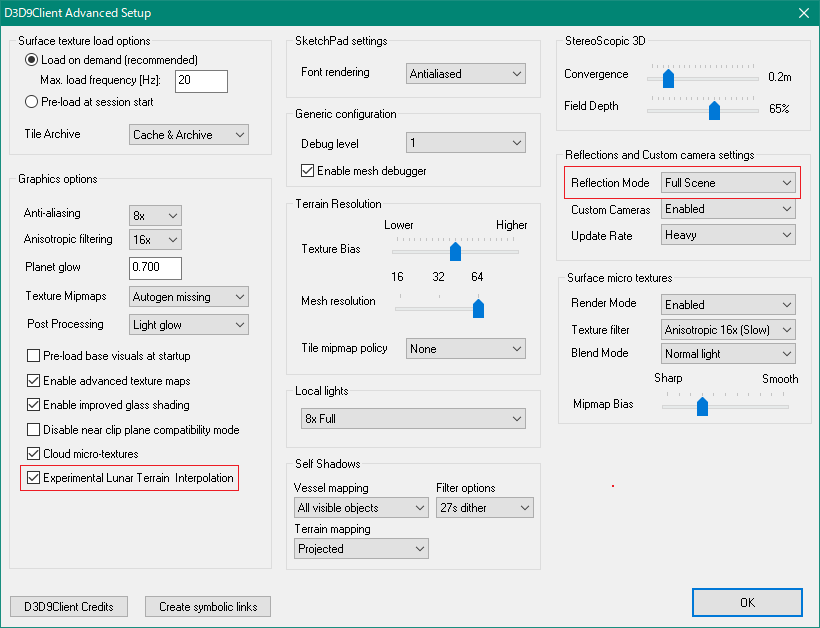 D3D9Client Advanced Setup
Surface texture load options
Load on demand (recommended)
Max. load frequency [Hz]: 20
Pre-load at session start
Tile Archive Cache & Archive
Graphics options
Anti-aliasing 8x
Anisotropic filtering 16x
Planet glow 0.700
Texture Mipmaps Autogen missing
Post Processing Light glow
Pre-load base visuals at startup
Enable advanced texture maps
Enable improved glass shading
Disable near clip plane compatibility mode
Cloud micro-textures
Experimental Lunar Terrain Interpolation
SketchPad settings
Font rendering Antialiased
Generic configuration
Debug level 1
Enable mesh debugger
Terrain Resolution
Lower Higher
Texture Bias
16 32 64
Mesh resolution
Tile mipmap policy None
Local lights
8x Full
Self Shadows
Vessel mapping Filter options
All visible objects 27s dither
Terrain mapping
Projected
StereoScopic 3D
Convergence 0.2m
Field Depth 65%
Reflections and Custom camera settings
Reflection Mode Full Scene
Custom Cameras Enabled
Update Rate Heavy
Surface micro textures
Render Mode Enabled
Texture filter Anisotropic 16x (Slow)
Blend Mode Normal light
Sharp Smooth
Mipmap Bias
D3D9Client Credits Create symbolic links OK